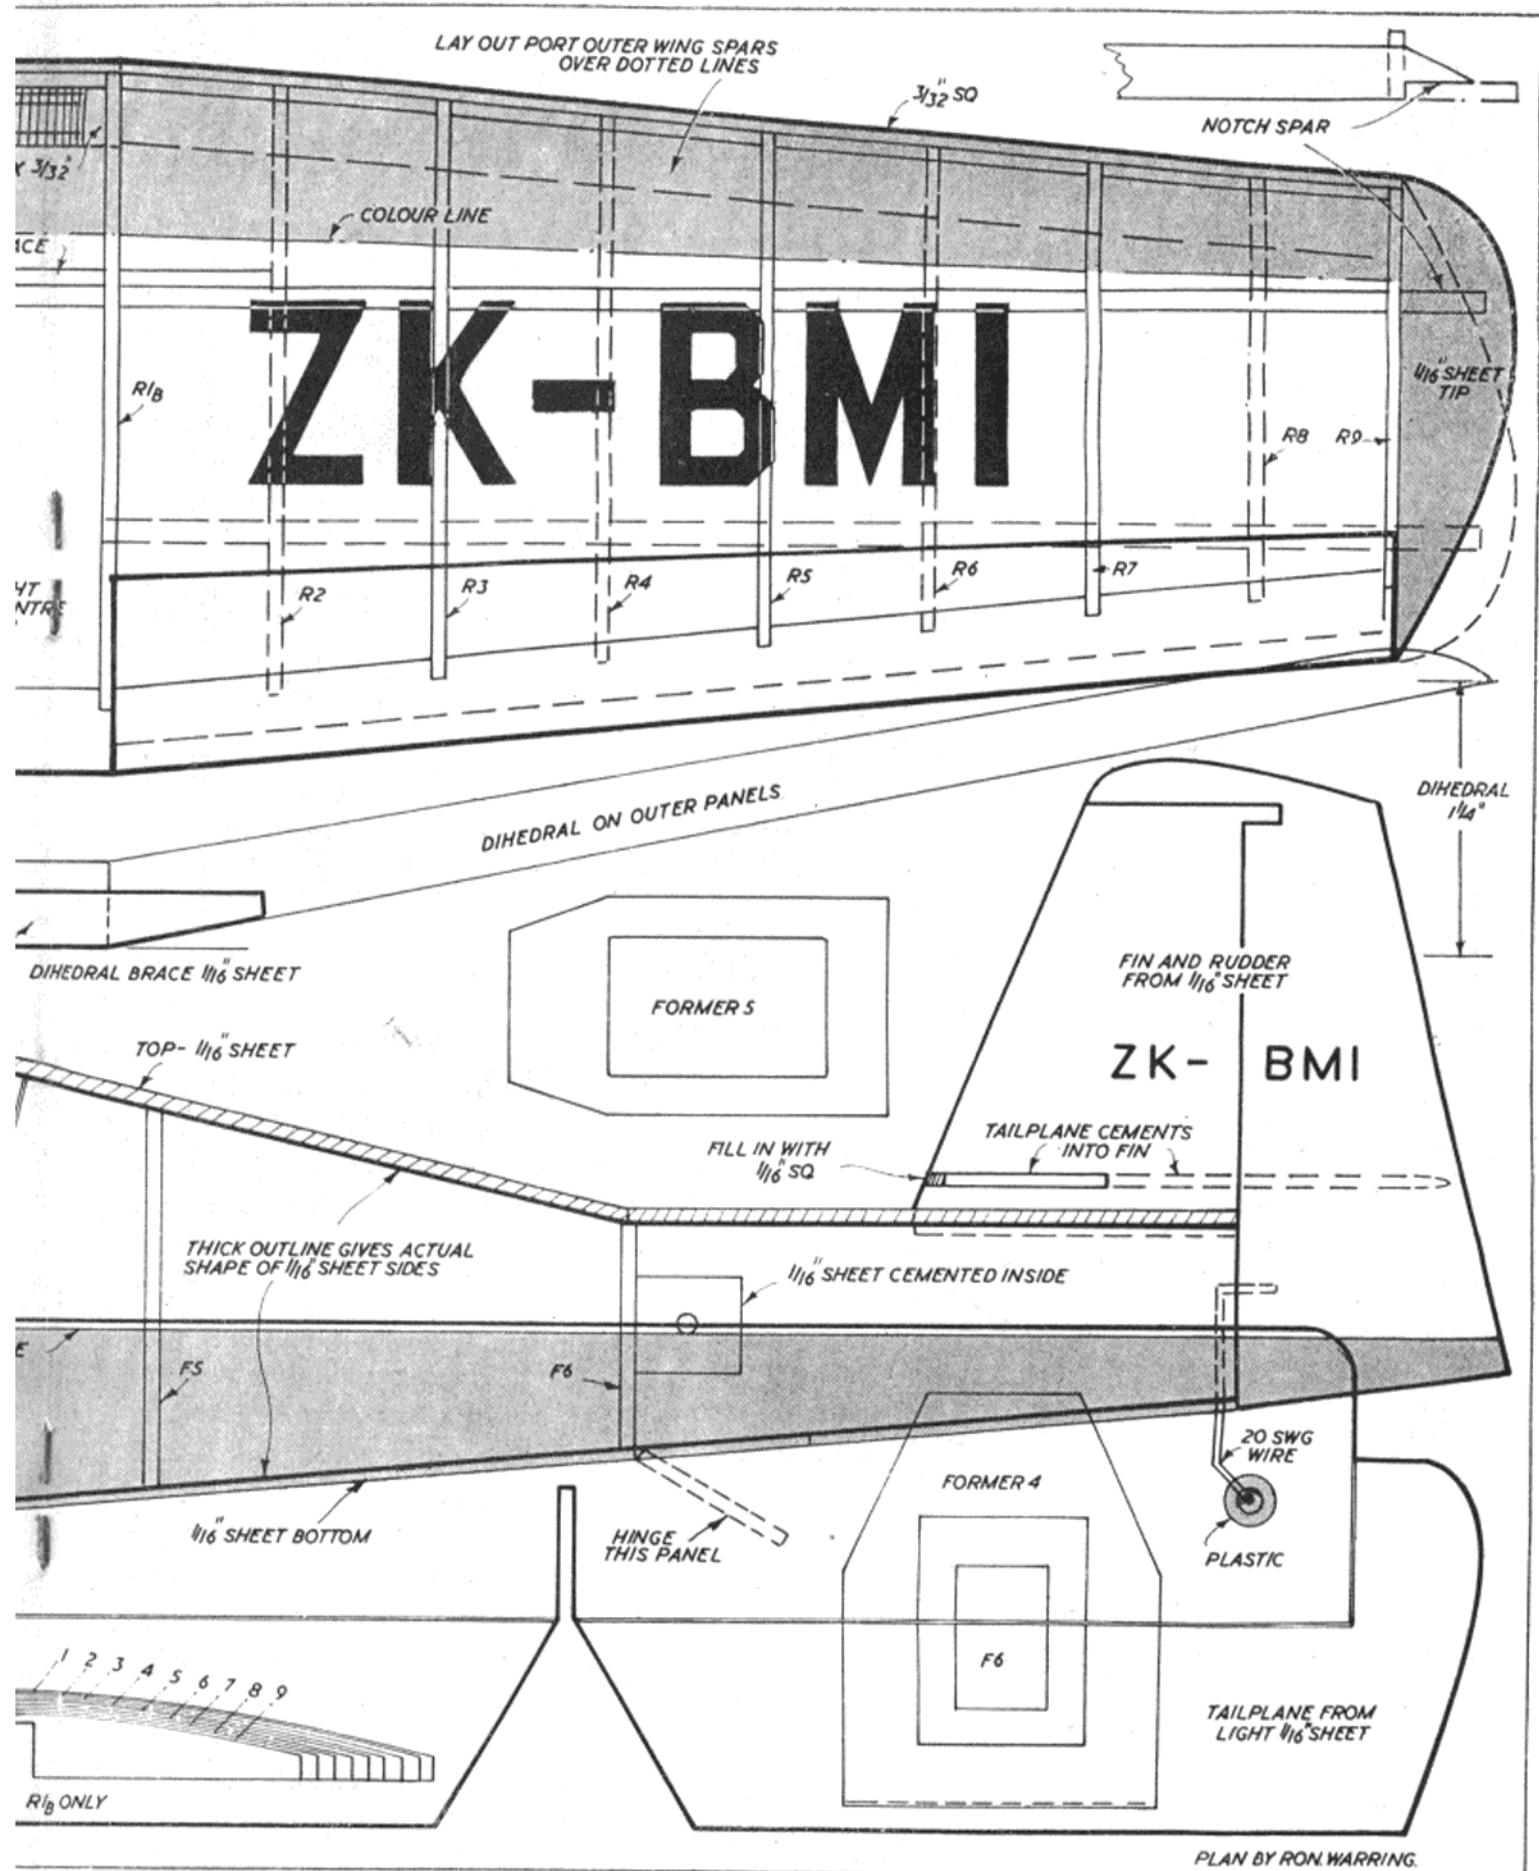 LAY OUT PORT OUTER WING SPARS
OVER DOTTED LINES
3/32" SQ
NOTCH SPAR
X 3/32"
COLOUR LINE
ACE
ZK-BMI
R1B
1/16" SHEET
TIP
R8 R9
HT
NTRE
R2
R3
R4
R5
R6
R7
DIHEDRAL
1 1/4"
DIHEDRAL ON OUTER PANELS
DIHEDRAL BRACE 1/16" SHEET
FORMER 5
FIN AND RUDDER
FROM 1/16" SHEET
ZK- BMI
TOP- 1/16" SHEET
FILL IN WITH
1/16" SQ
TAILPLANE CEMENTS
INTO FIN
THICK OUTLINE GIVES ACTUAL
SHAPE OF 1/16" SHEET SIDES
1/16" SHEET CEMENTED INSIDE
E
F5
F6
20 SWG
WIRE
FORMER 4
1/16" SHEET BOTTOM
HINGE
THIS PANEL
PLASTIC
F6
1 2 3 4 5 6 7 8 9
TAILPLANE FROM
LIGHT 1/16" SHEET
R1B ONLY
PLAN BY RON. WARRING.